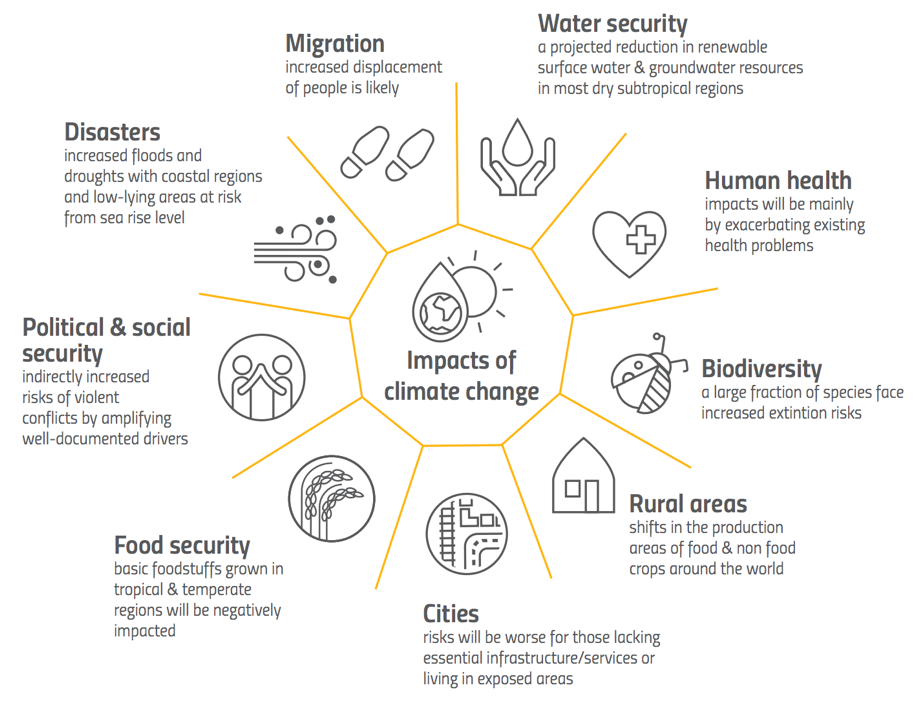 Water security
a projected reduction in renewable
surface water & groundwater resources
in most dry subtropical regions
Human health
impacts will be mainly
by exacerbating existing
health problems
Biodiversity
a large fraction of species face
increased extintion risks
Rural areas
shifts in the production
areas of food & non food
crops around the world
Cities
risks will be worse for those lacking
essential infrastructure/services or
living in exposed areas
Food security
basic foodstuffs grown in
tropical & temperate
regions will be negatively
impacted
Political & social
security
indirectly increased
risks of violent
conflicts by amplifying
well-documented drivers
Disasters
increased floods and
droughts with coastal regions
and low-lying areas at risk
from sea rise level
Migration
increased displacement
of people is likely
Impacts of
climate change